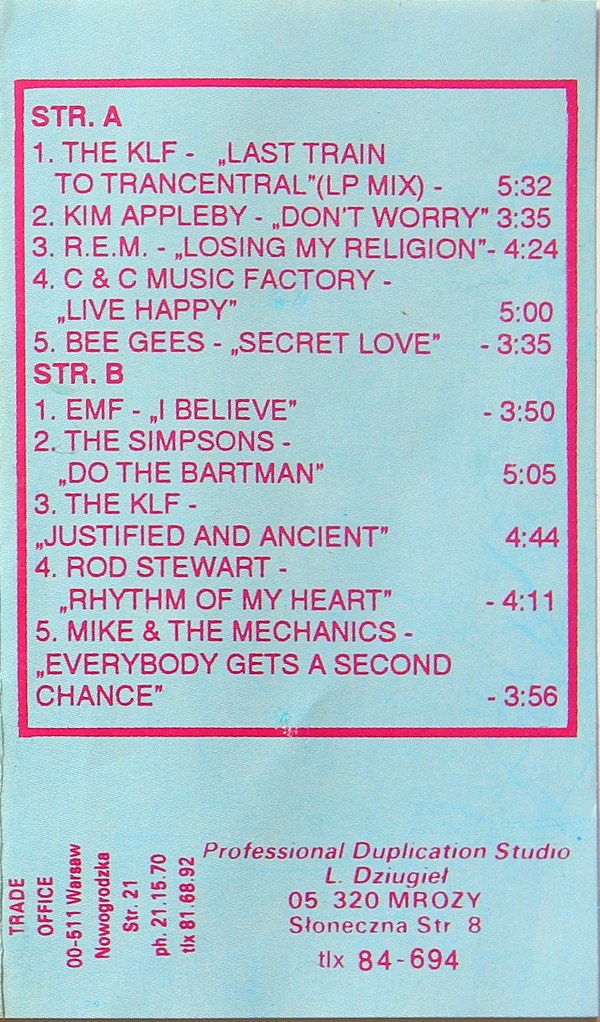 STR. A
1. THE KLF - „LAST TRAIN
TO TRANCENTRAL”(LP MIX) - 5:32
2. KIM APPLEBY - „DON'T WORRY” 3:35
3. R.E.M. - „LOSING MY RELIGION”- 4:24
4. C & C MUSIC FACTORY -
„LIVE HAPPY” 5:00
5. BEE GEES - „SECRET LOVE” - 3:35
STR. B
1. EMF - „I BELIEVE” - 3:50
2. THE SIMPSONS -
„DO THE BARTMAN” 5:05
3. THE KLF -
„JUSTIFIED AND ANCIENT” 4:44
4. ROD STEWART -
„RHYTHM OF MY HEART” - 4:11
5. MIKE & THE MECHANICS -
„EVERYBODY GETS A SECOND
CHANCE” - 3:56
TRADE
OFFICE
00-511 Warsaw
Nowogrodzka
Str. 21
ph. 21.15.70
tlx 81.68.92
Professional Duplication Studio
L. Dziugieł
05 320 MROZY
Słoneczna Str 8
tlx 84-694